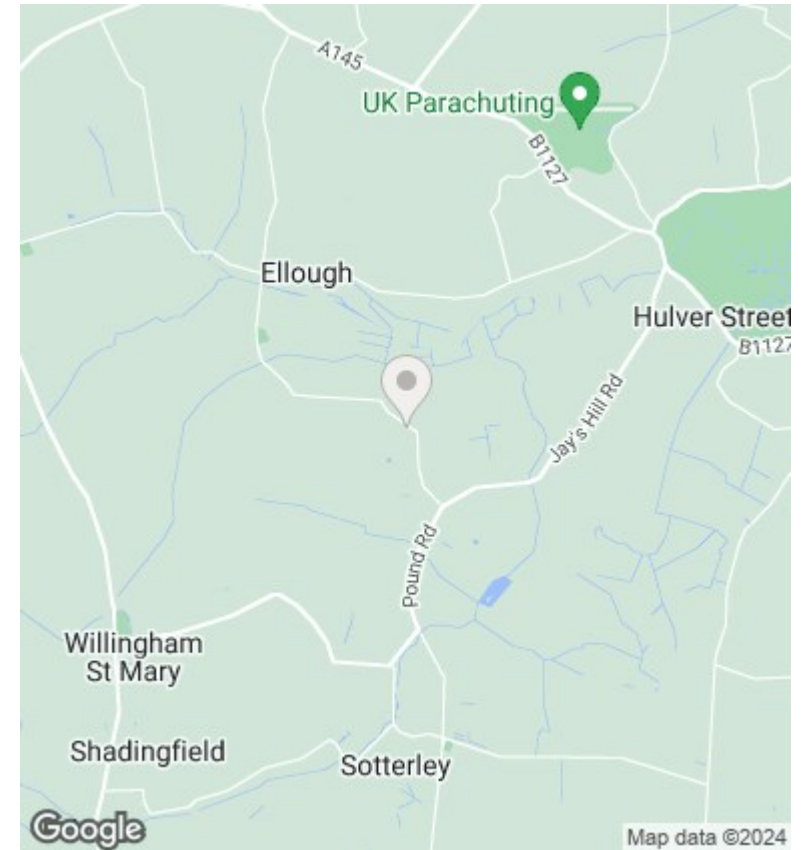 A145
UK Parachuting
B1127
Ellough
Hulver Street
B1127
Jay's Hill Rd
Pound Rd
Willingham
St Mary
Shadingfield
Sotterley
Google
Map data ©2024